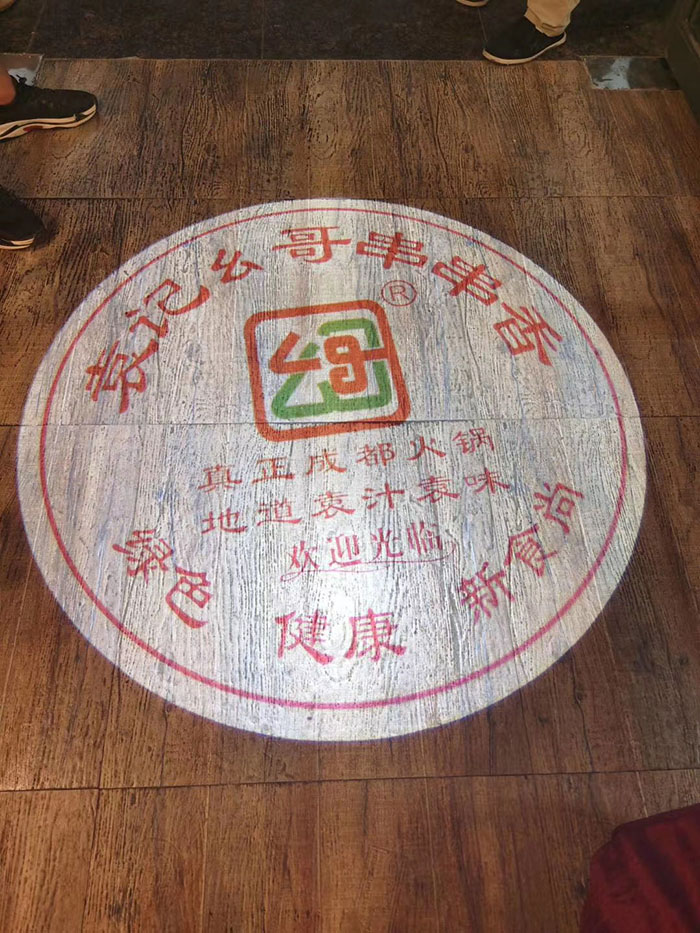 袁记幺哥串串香
®
真正成都火锅
地道袁汁袁味
欢迎光临
绿色 健康 新食尚